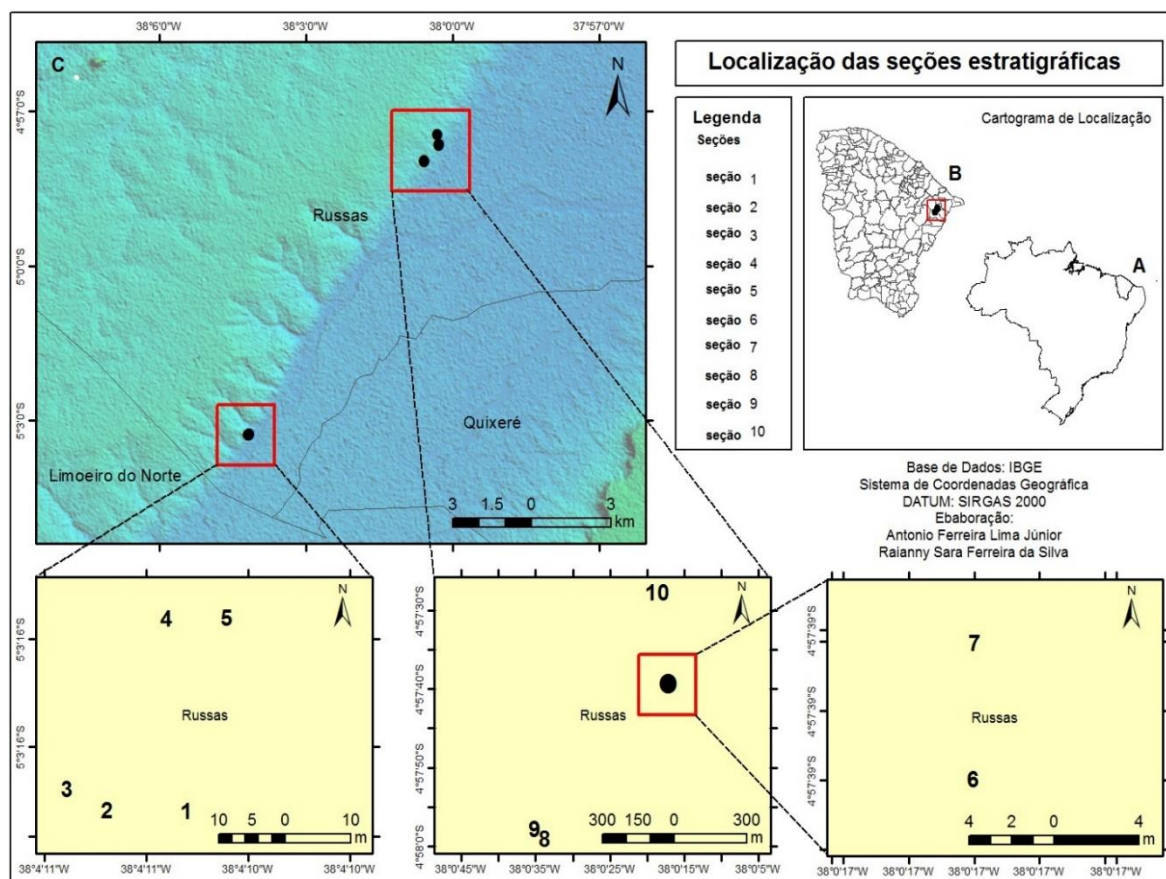 38°6'0"W 38°3'0"W 38°0'0"W 37°57'0"W
C
N
4°57'0"S
5°0'0"S
5°3'0"S
Russas
Quixeré
Limoeiro do Norte
3 1.5 0 3
km
Localização das seções estratigráficas
Legenda
Seções
seção 1
seção 2
seção 3
seção 4
seção 5
seção 6
seção 7
seção 8
seção 9
seção 10
Cartograma de Localização
B
A
Base de Dados: IBGE
Sistema de Coordenadas Geográfica
DATUM: SIRGAS 2000
Ebaboração:
Antonio Ferreira Lima Júnior
Raianny Sara Ferreira da Silva
4 5
N
5°3'16"S
Russas
5°3'16"S
3
2 1
10 5 0 10
m
38°4'11"W 38°4'11"W 38°4'10"W 38°4'10"W
10
N
4°57'30"S
4°57'40"S
Russas
4°57'50"S
9
8
300 150 0 300
m
4°58'0"S
38°0'45"W 38°0'35"W 38°0'25"W 38°0'15"W 38°0'5"W
N
4°57'39"S
7
4°57'39"S
Russas
4°57'39"S
6
4 2 0 4
m
38°0'17"W 38°0'17"W 38°0'17"W 38°0'17"W